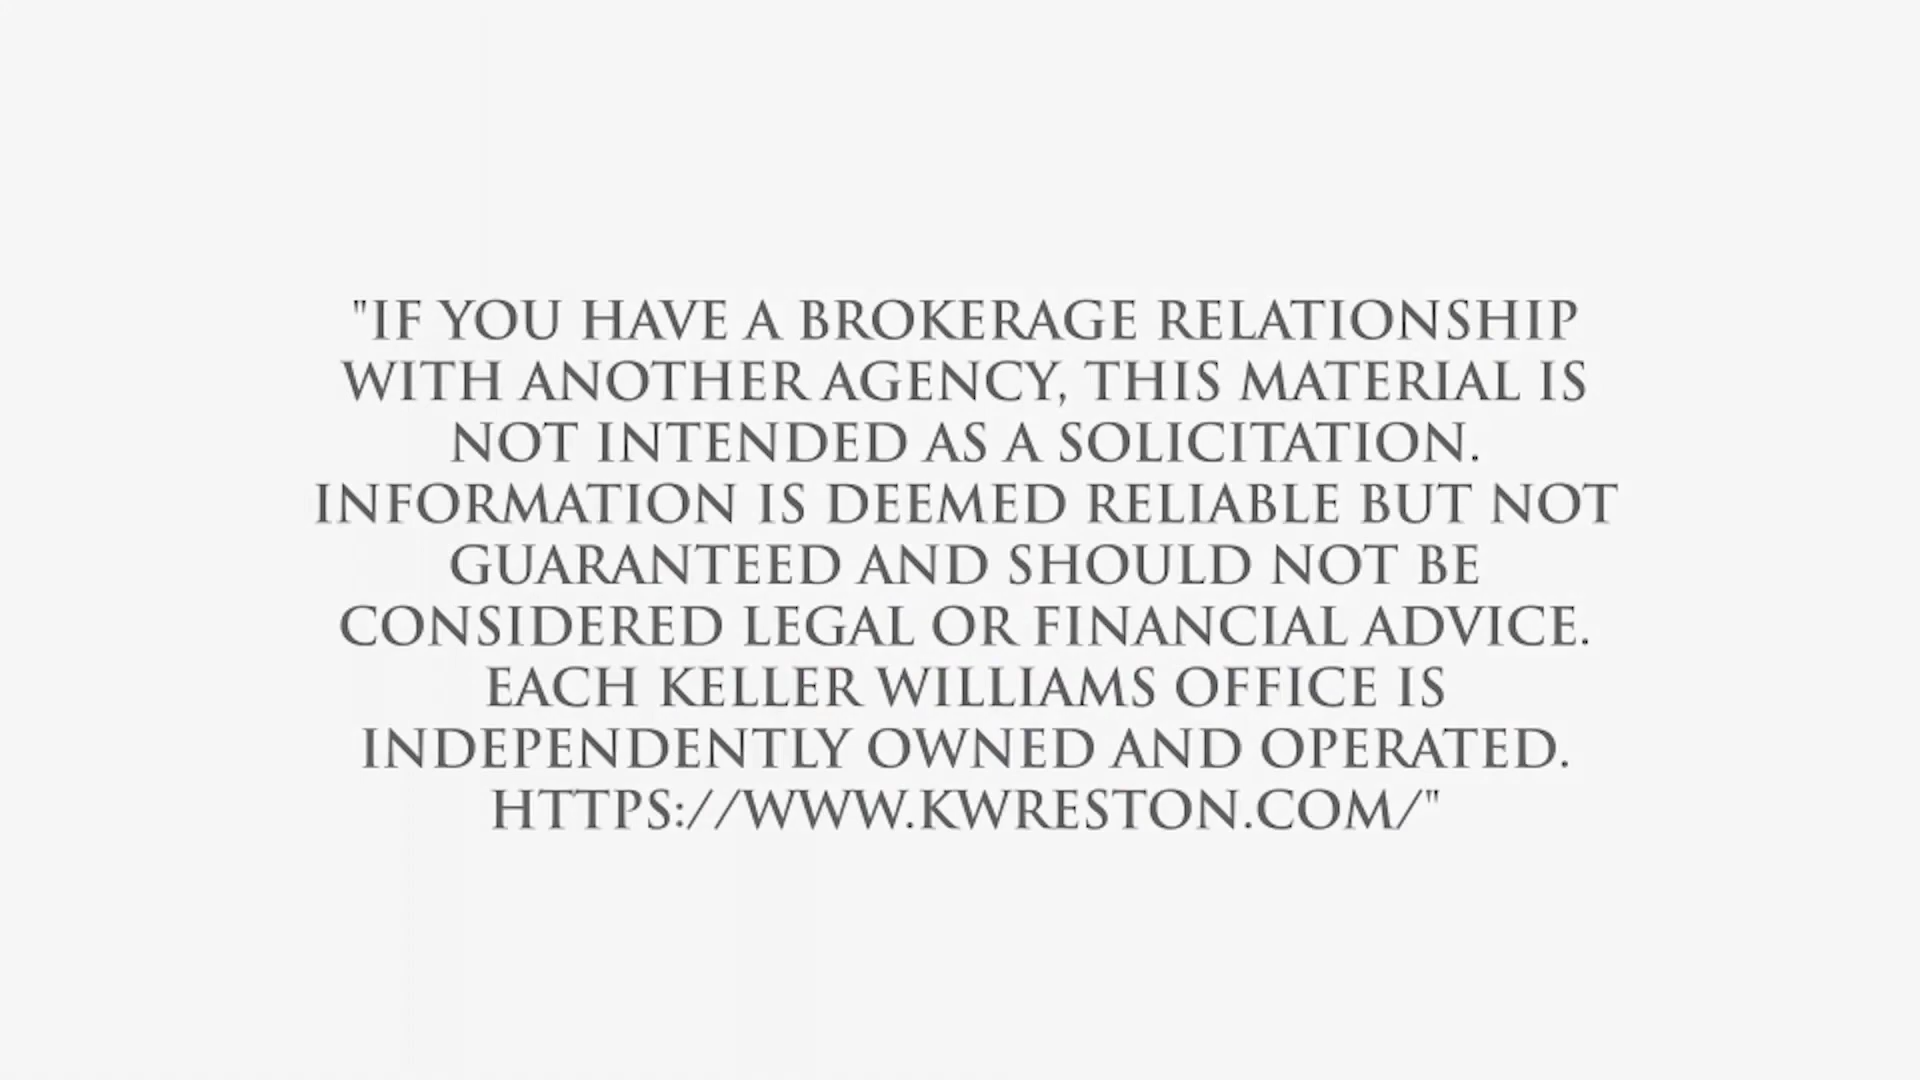 "IF YOU HAVE A BROKERAGE RELATIONSHIP
WITH ANOTHER AGENCY, THIS MATERIAL IS
NOT INTENDED AS A SOLICITATION.
INFORMATION IS DEEMED RELIABLE BUT NOT
GUARANTEED AND SHOULD NOT BE
CONSIDERED LEGAL OR FINANCIAL ADVICE.
EACH KELLER WILLIAMS OFFICE IS
INDEPENDENTLY OWNED AND OPERATED.
HTTPS://WWW.KWRESTON.COM/"